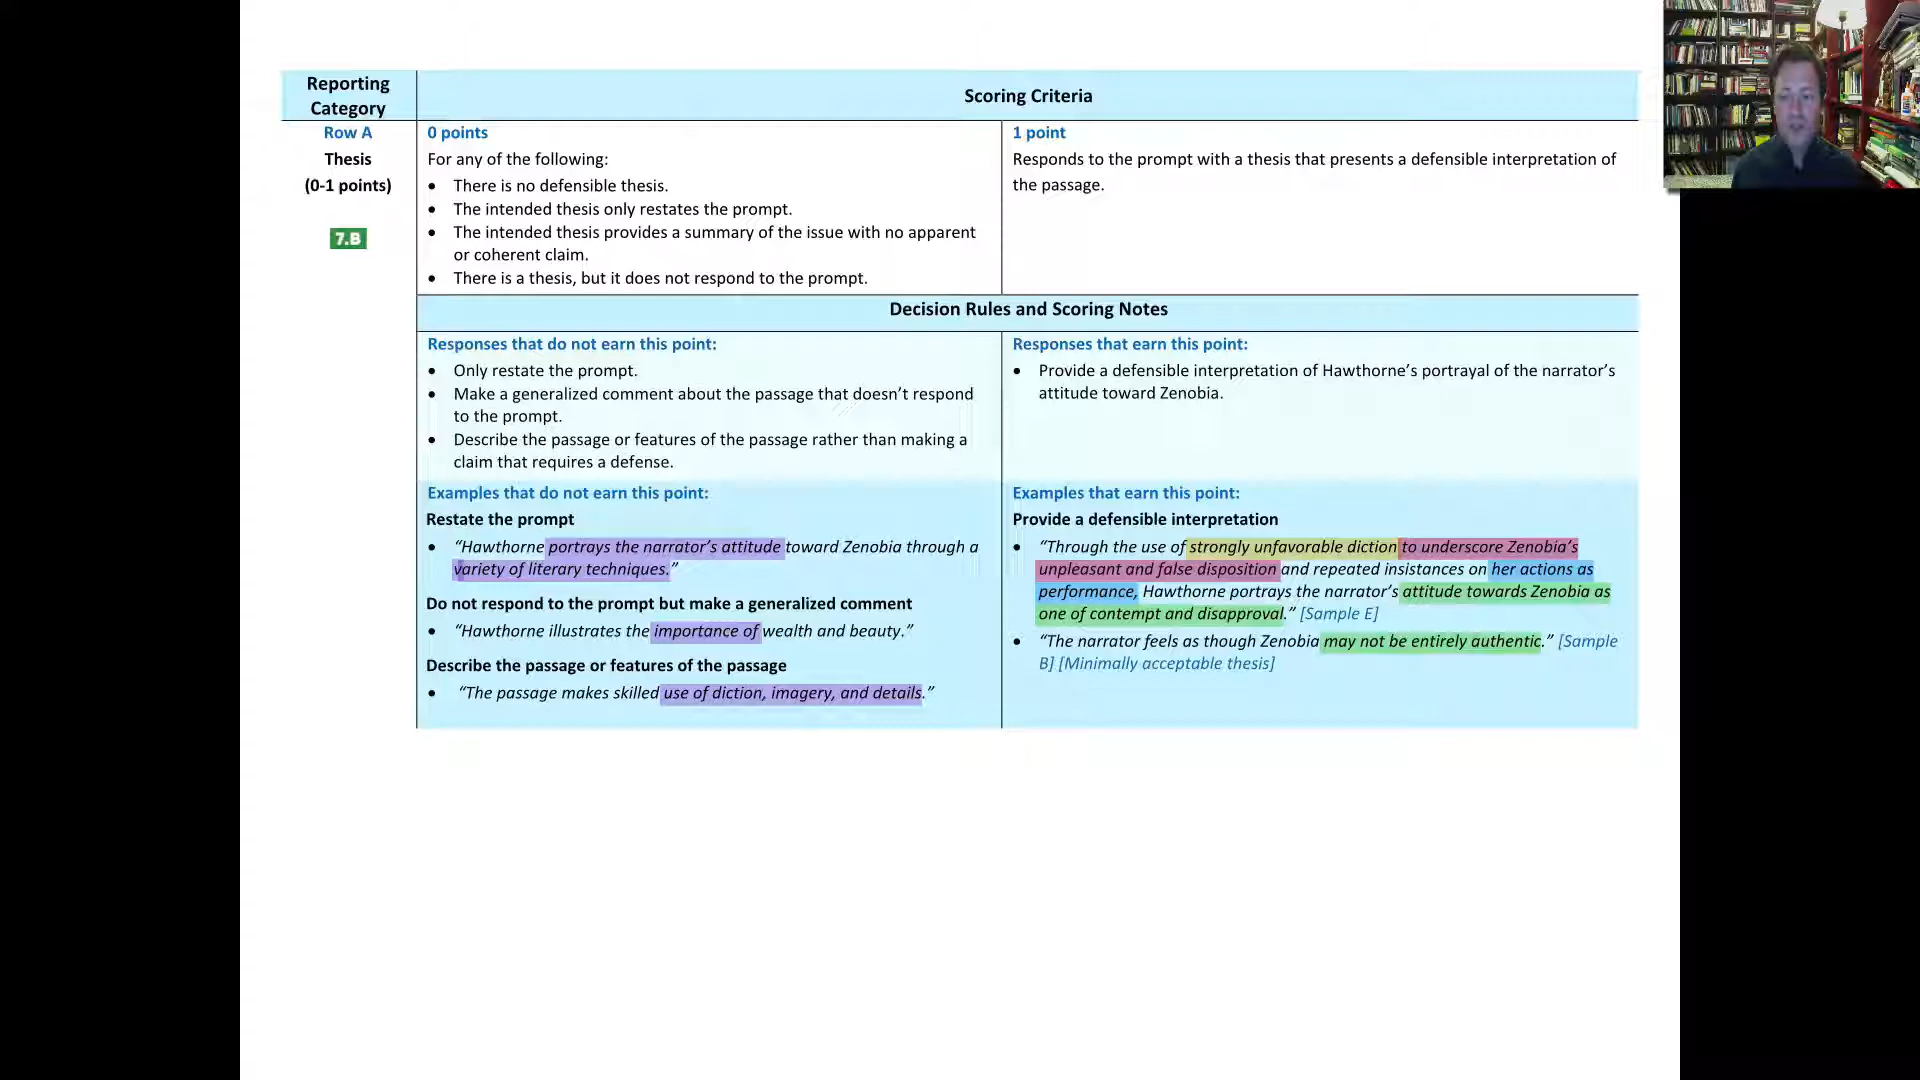 Reporting
Category
Scoring Criteria
Row A
Thesis
(0-1 points)
7.B
0 points
For any of the following:
• There is no defensible thesis.
• The intended thesis only restates the prompt.
• The intended thesis provides a summary of the issue with no apparent
or coherent claim.
• There is a thesis, but it does not respond to the prompt.
1 point
Responds to the prompt with a thesis that presents a defensible interpretation of
the passage.
Decision Rules and Scoring Notes
Responses that do not earn this point:
• Only restate the prompt.
• Make a generalized comment about the passage that doesn’t respond
to the prompt.
• Describe the passage or features of the passage rather than making a
claim that requires a defense.
Responses that earn this point:
• Provide a defensible interpretation of Hawthorne’s portrayal of the narrator’s
attitude toward Zenobia.
Examples that do not earn this point:
Restate the prompt
• “Hawthorne portrays the narrator’s attitude toward Zenobia through a
variety of literary techniques.”
Do not respond to the prompt but make a generalized comment
• “Hawthorne illustrates the importance of wealth and beauty.”
Describe the passage or features of the passage
• “The passage makes skilled use of diction, imagery, and details.”
Examples that earn this point:
Provide a defensible interpretation
• “Through the use of strongly unfavorable diction to underscore Zenobia’s
unpleasant and false disposition and repeated insistances on her actions as
performance, Hawthorne portrays the narrator’s attitude towards Zenobia as
one of contempt and disapproval.” [Sample E]
• “The narrator feels as though Zenobia may not be entirely authentic.” [Sample
B] [Minimally acceptable thesis]